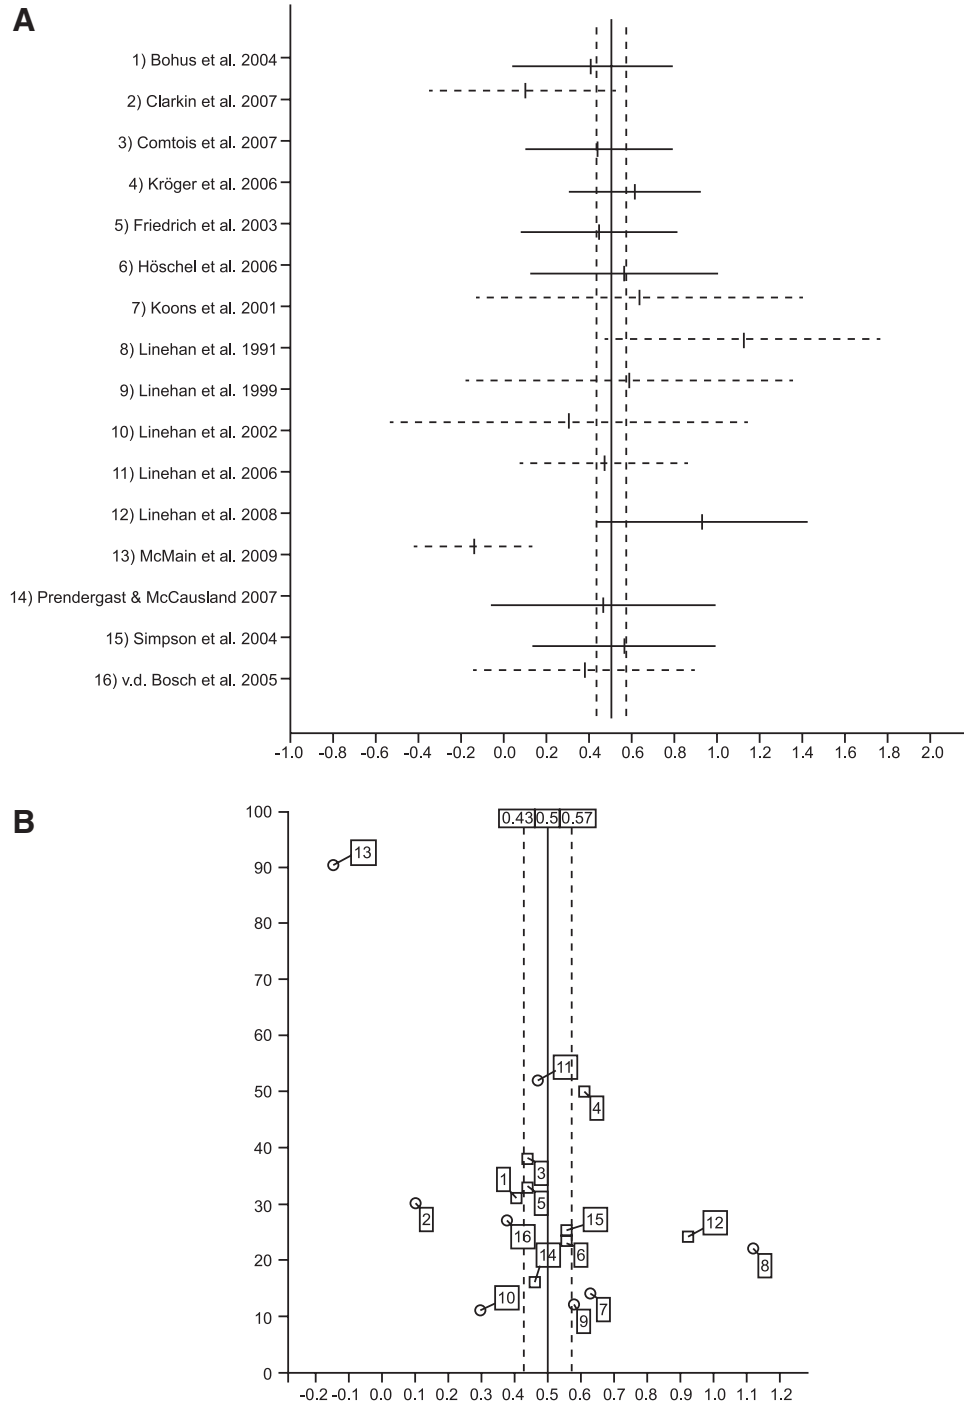 A
1) Bohus et al. 2004
2) Clarkin et al. 2007
3) Comtois et al. 2007
4) Kröger et al. 2006
5) Friedrich et al. 2003
6) Höschel et al. 2006
7) Koons et al. 2001
8) Linehan et al. 1991
9) Linehan et al. 1999
10) Linehan et al. 2002
11) Linehan et al. 2006
12) Linehan et al. 2008
13) McMain et al. 2009
14) Prendergast & McCausland 2007
15) Simpson et al. 2004
16) v.d. Bosch et al. 2005
-1.0 -0.8 -0.6 -0.4 -0.2 0.0 0.2 0.4 0.6 0.8 1.0 1.2 1.4 1.6 1.8 2.0
B
100 0.43 0.5 0.57
13
90
80
70
60
11
50
4
40
3
1
30
5
2
15
12
16
20
14
6
8
10
7
10
9
0
-0.2 -0.1 0.0 0.1 0.2 0.3 0.4 0.5 0.6 0.7 0.8 0.9 1.0 1.1 1.2